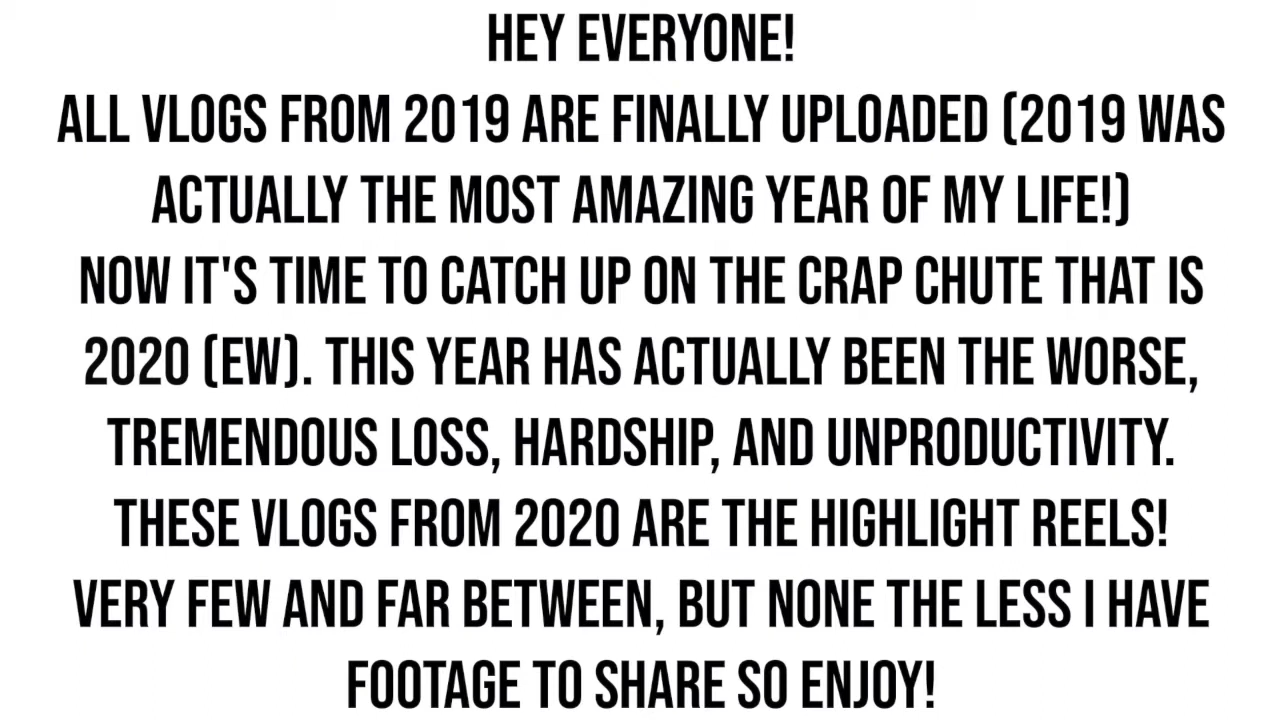 HEY EVERYONE!
ALL VLOGS FROM 2019 ARE FINALLY UPLOADED (2019 WAS
ACTUALLY THE MOST AMAZING YEAR OF MY LIFE!)
NOW IT'S TIME TO CATCH UP ON THE CRAP CHUTE THAT IS
2020 (EW). THIS YEAR HAS ACTUALLY BEEN THE WORSE,
TREMENDOUS LOSS, HARDSHIP, AND UNPRODUCTIVITY.
THESE VLOGS FROM 2020 ARE THE HIGHLIGHT REELS!
VERY FEW AND FAR BETWEEN, BUT NONE THE LESS I HAVE
FOOTAGE TO SHARE SO ENJOY!